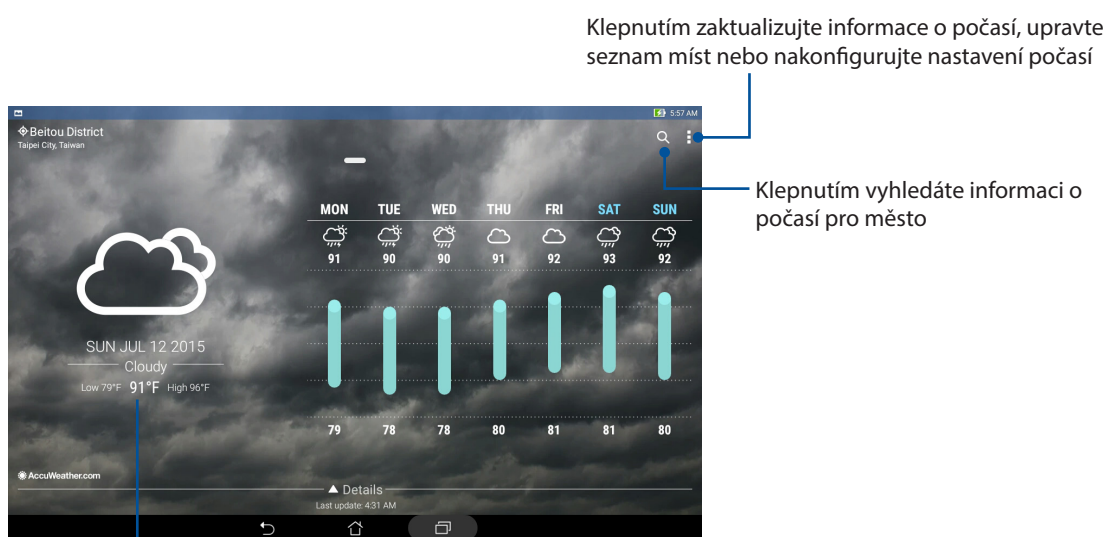 Klepnutím zaktualizujte informace o počasí, upravte
seznam míst nebo nakonfigurujte nastavení počasí
5:57 AM
Beitou District
Taipei City, Taiwan
Klepnutím vyhledáte informaci o
počasí pro město
MON TUE WED THU FRI SAT SUN
91 90 90 91 92 93 92
SUN JUL 12 2015
Cloudy
Low 79°F 91°F High 96°F
79 78 78 80 81 81 80
AccuWeather.com
Details
Last update: 4:31 AM